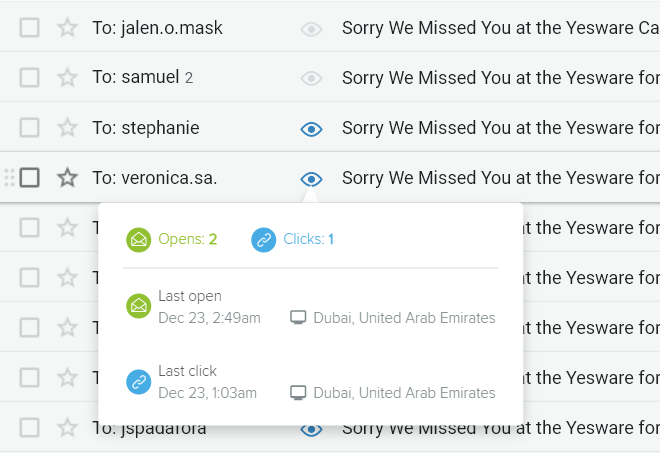 To: jalen.o.mask Sorry We Missed You at the Yesware Ca
To: samuel 2 Sorry We Missed You at the Yesware for
To: stephanie Sorry We Missed You at the Yesware for
To: veronica.sa. Sorry We Missed You at the Yesware for
T at the Yesware for
Opens: 2 Clicks: 1
T at the Yesware for
Last open
Dec 23, 2:49am Dubai, United Arab Emirates
T at the Yesware for
Last click
T at the Yesware for
Dec 23, 1:03am Dubai, United Arab Emirates
To: jspadafora Sorry We Missed You at the Yesware for